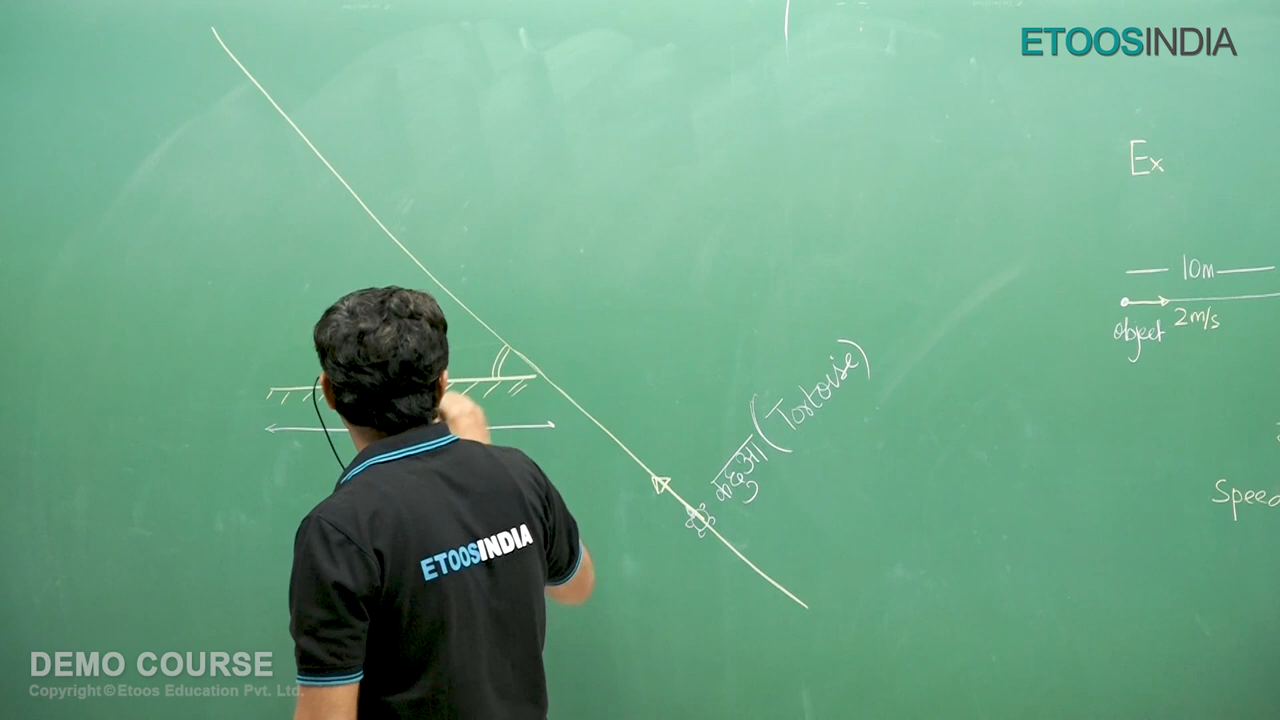 ETOOSINDIA
Ex
10m
object 2m/s
कछुआ (Tortoise)
Speed
ETOOSINDIA
DEMO COURSE
Copyright © Etoos Education Pvt. Ltd.